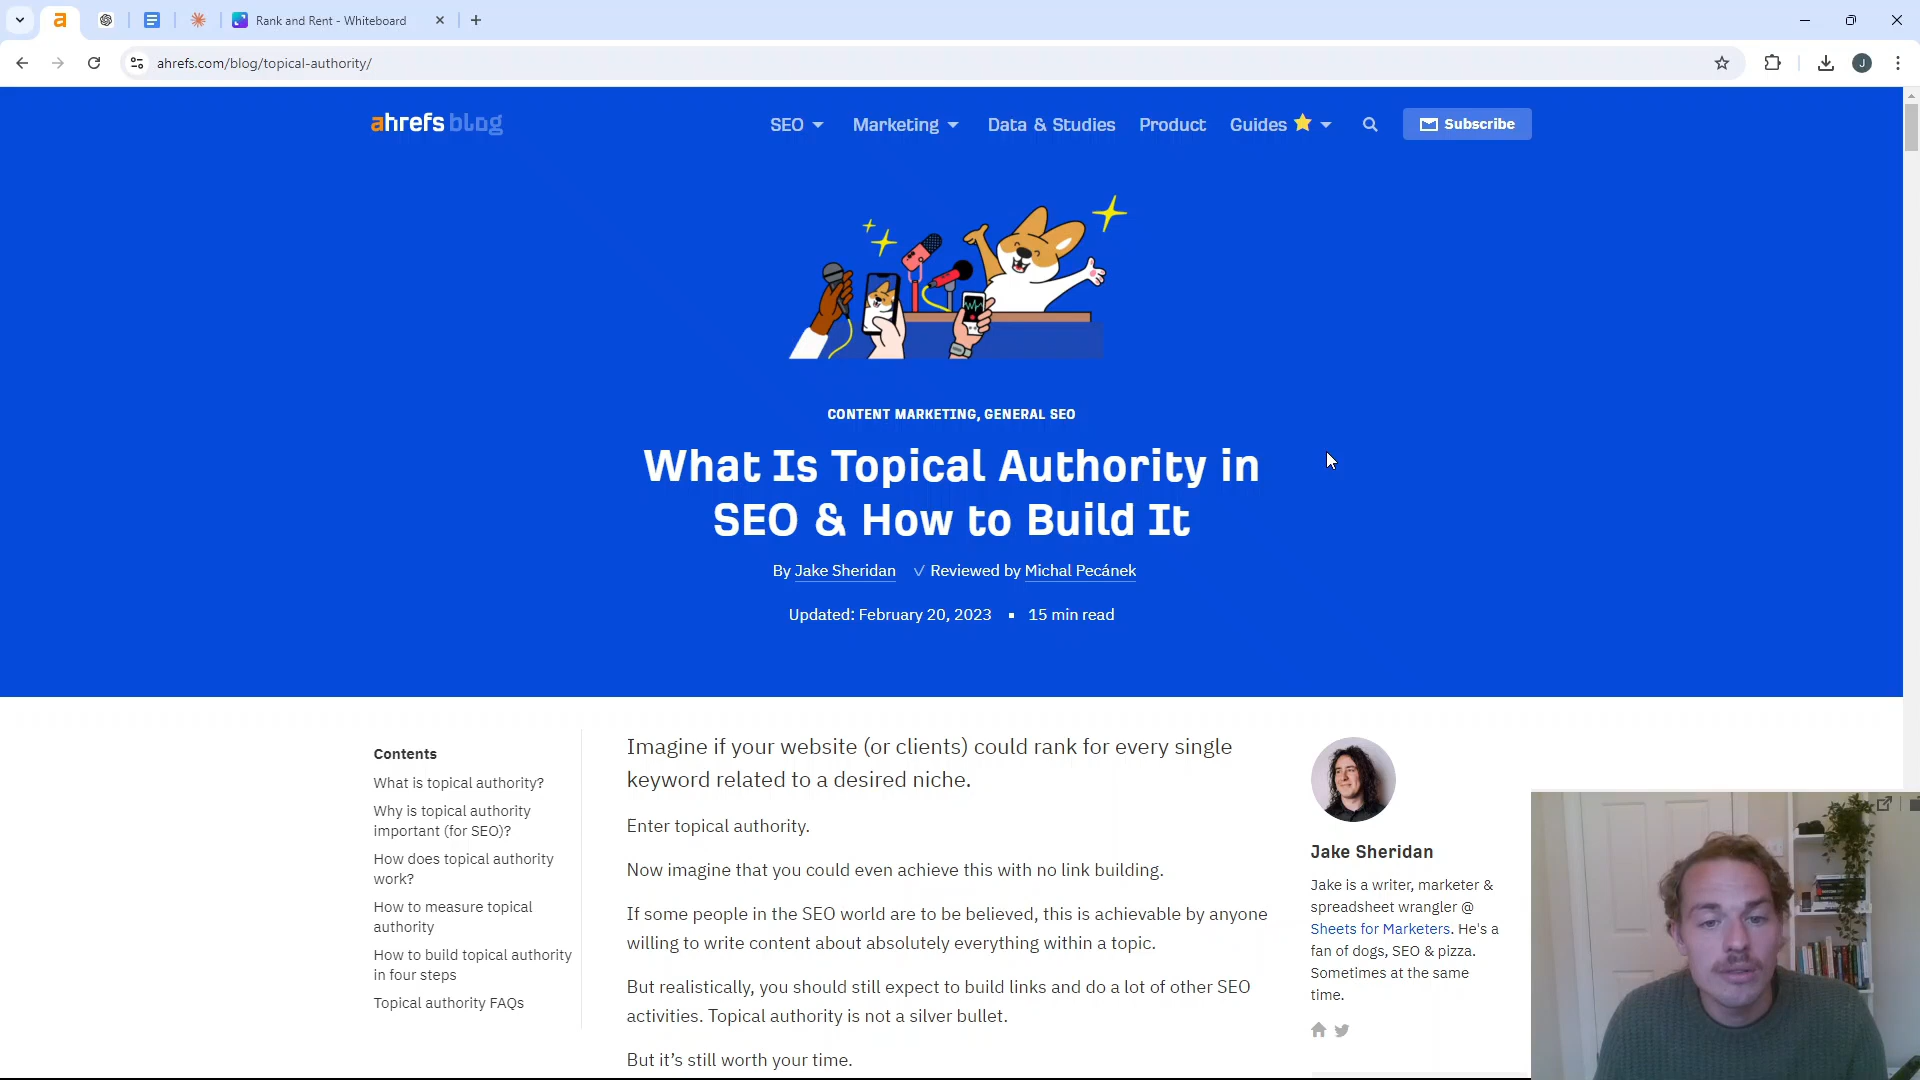 Rank and Rent - Whiteboard
ahrefs.com/blog/topical-authority/
J
ahrefs blog
SEO
Marketing
Data & Studies
Product
Guides
Subscribe
CONTENT MARKETING, GENERAL SEO
What Is Topical Authority in
SEO & How to Build It
By Jake Sheridan √ Reviewed by Michal Pecánek
Updated: February 20, 2023 ▪ 15 min read
Contents
What is topical authority?
Why is topical authority
important (for SEO)?
How does topical authority
work?
How to measure topical
authority
How to build topical authority
in four steps
Topical authority FAQs
Imagine if your website (or clients) could rank for every single
keyword related to a desired niche.
Enter topical authority.
Now imagine that you could even achieve this with no link building.
If some people in the SEO world are to be believed, this is achievable by anyone
willing to write content about absolutely everything within a topic.
But realistically, you should still expect to build links and do a lot of other SEO
activities. Topical authority is not a silver bullet.
But it's still worth your time.
Jake Sheridan
Jake is a writer, marketer &
spreadsheet wrangler @
Sheets for Marketers. He's a
fan of dogs, SEO & pizza.
Sometimes at the same
time.